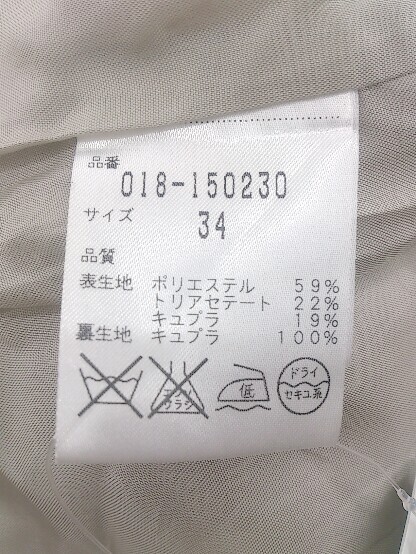 品番
018-150230
サイズ
34
品質
表生地 ポリエステル 59%
トリアセテート 22%
キュプラ 19%
裏生地 キュプラ 100%
エンソ
サラシ
低
ドライ
セキユ系